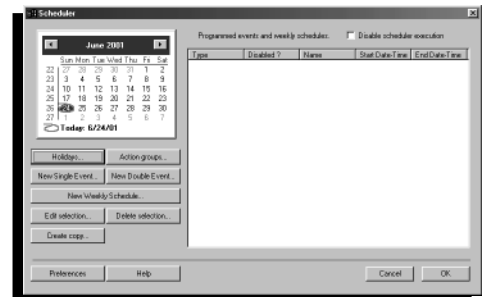 Scheduler
June 2001
Sun Mon Tue Wed Thu Fri Sat
22 27 28 29 30 31 1 2
23 3 4 5 6 7 8 9
24 10 11 12 13 14 15 16
25 17 18 19 20 21 22 23
26 24 25 26 27 28 29 30
27 1 2 3 4 5 6 7
Today: 6/24/01
Programmed events and weekly schedules.
Disable scheduler execution
Type Disabled ? Name Start Date-Time End Date-Time
Holidays... Action groups...
New Single Event... New Double Event...
New Weekly Schedule...
Edit selection... Delete selection...
Create copy...
Preferences Help Cancel OK